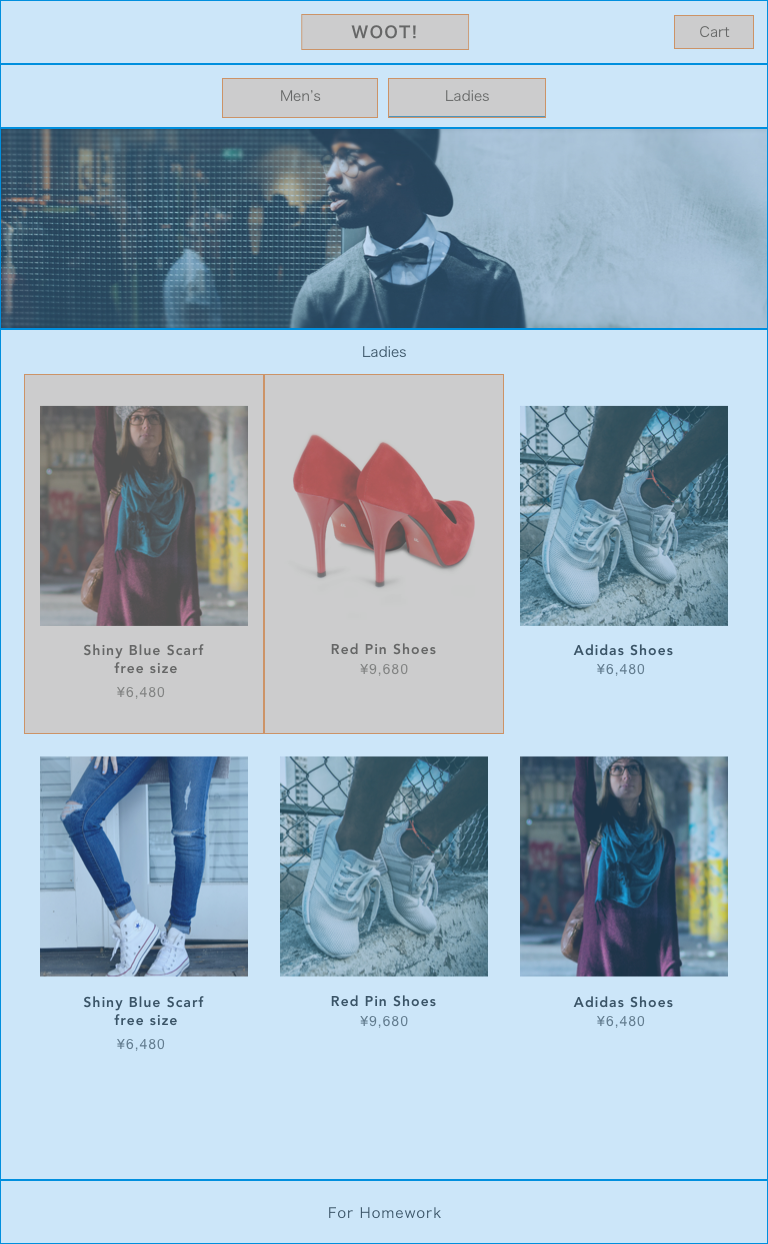 WOOT!
Cart
Men's
Ladies
Ladies
Shiny Blue Scarf
free size
¥6,480
Red Pin Shoes
¥9,680
Adidas Shoes
¥6,480
Shiny Blue Scarf
free size
¥6,480
Red Pin Shoes
¥9,680
Adidas Shoes
¥6,480
For Homework